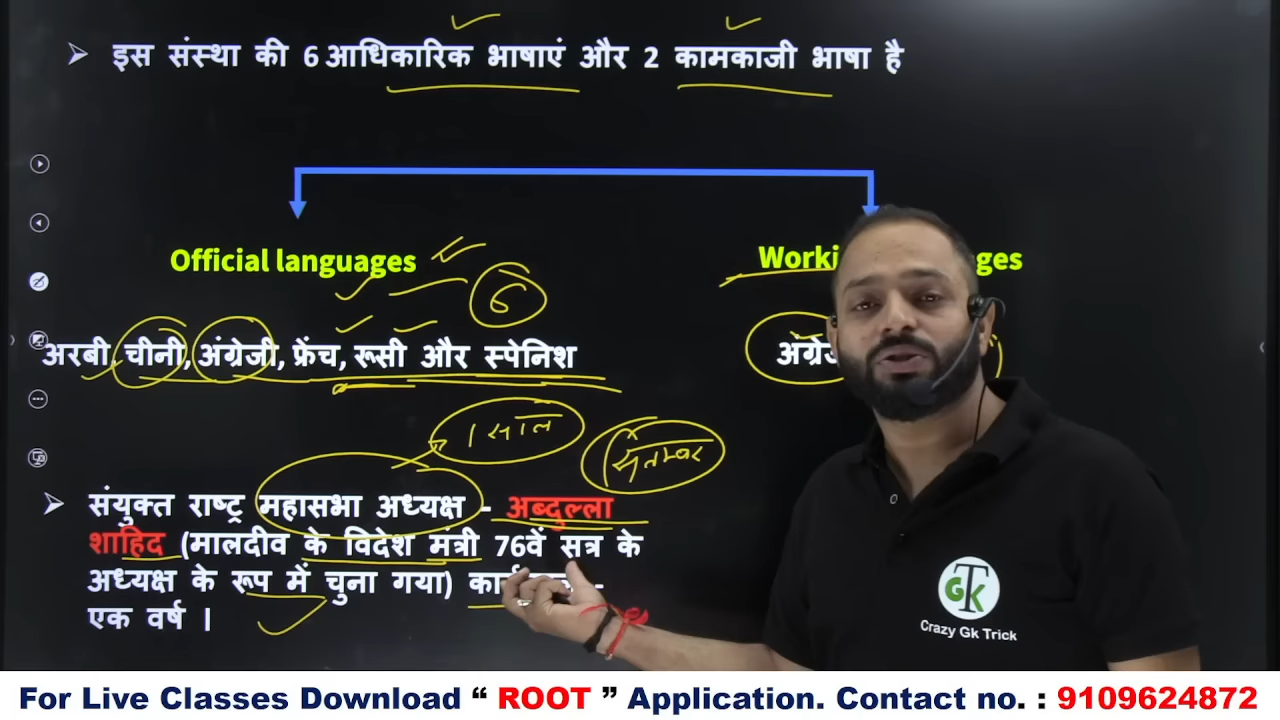 इस संस्था की 6 आधिकारिक भाषाएं और 2 कामकाजी भाषा है
Official languages
ges
6
अरबी, चीनी, अंग्रेजी, फ्रेंच, रूसी और स्पेनिश
1 साल
सितम्बर
संयुक्त राष्ट्र महासभा अध्यक्ष - अब्दुल्ला
शाहिद (मालदीव के विदेश मंत्री 76वें सत्र के
अध्यक्ष के रूप में चुना गया)
एक वर्ष ।
GTK
Crazy Gk Trick
For Live Classes Download “ ROOT ” Application. Contact no. : 9109624872